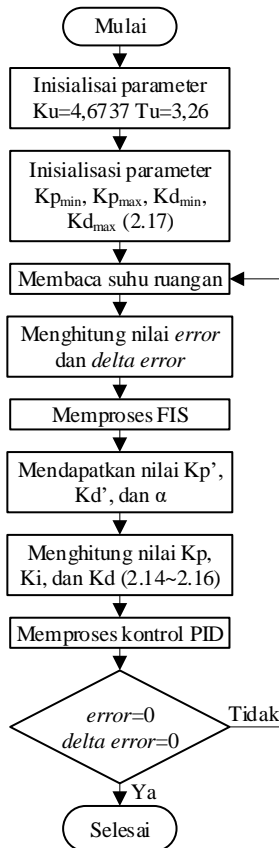 Mulai
Inisialisai parameter
Ku=4,6737 Tu=3,26
Inisialisasi parameter
Kpmin, Kpmax, Kdmin,
Kdmax (2.17)
Membaca suhu ruangan
Menghitung nilai error
dan delta error
Memproses FIS
Mendapatkan nilai Kp’,
Kd’, dan α
Menghitung nilai Kp,
Ki, dan Kd (2.14~2.16)
Memproses kontrol PID
error=0
delta error=0
Tidak
Ya
Selesai